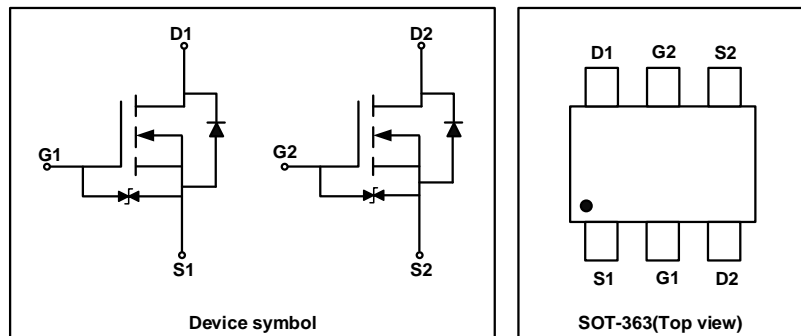 D1 D2
G1 G2
S1 S2
Device symbol
D1 G2 S2
S1 G1 D2
SOT-363(Top view)